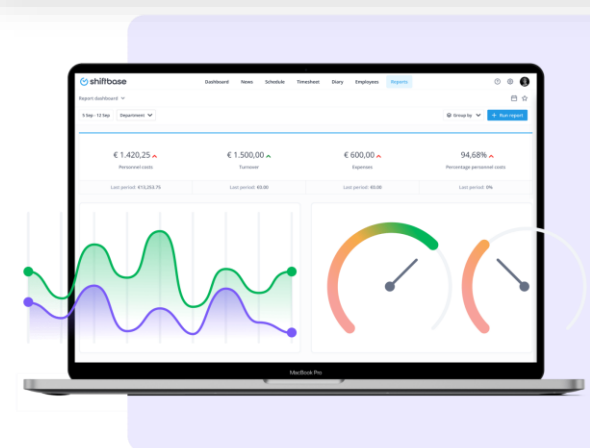 shiftbase
Dashboard News Schedule Timesheet Diary Employees Reports
Report dashboard
5 Sep - 12 Sep Department Group by + Run report
€ 1.420,25 € 1.500,00 € 600,00 94,68%
Personnel costs Turnover Expenses Percentage personnel costs
Last period: €13,253.75 Last period: €0.00 Last period: €0.00 Last period: 0%
MacBook Pro